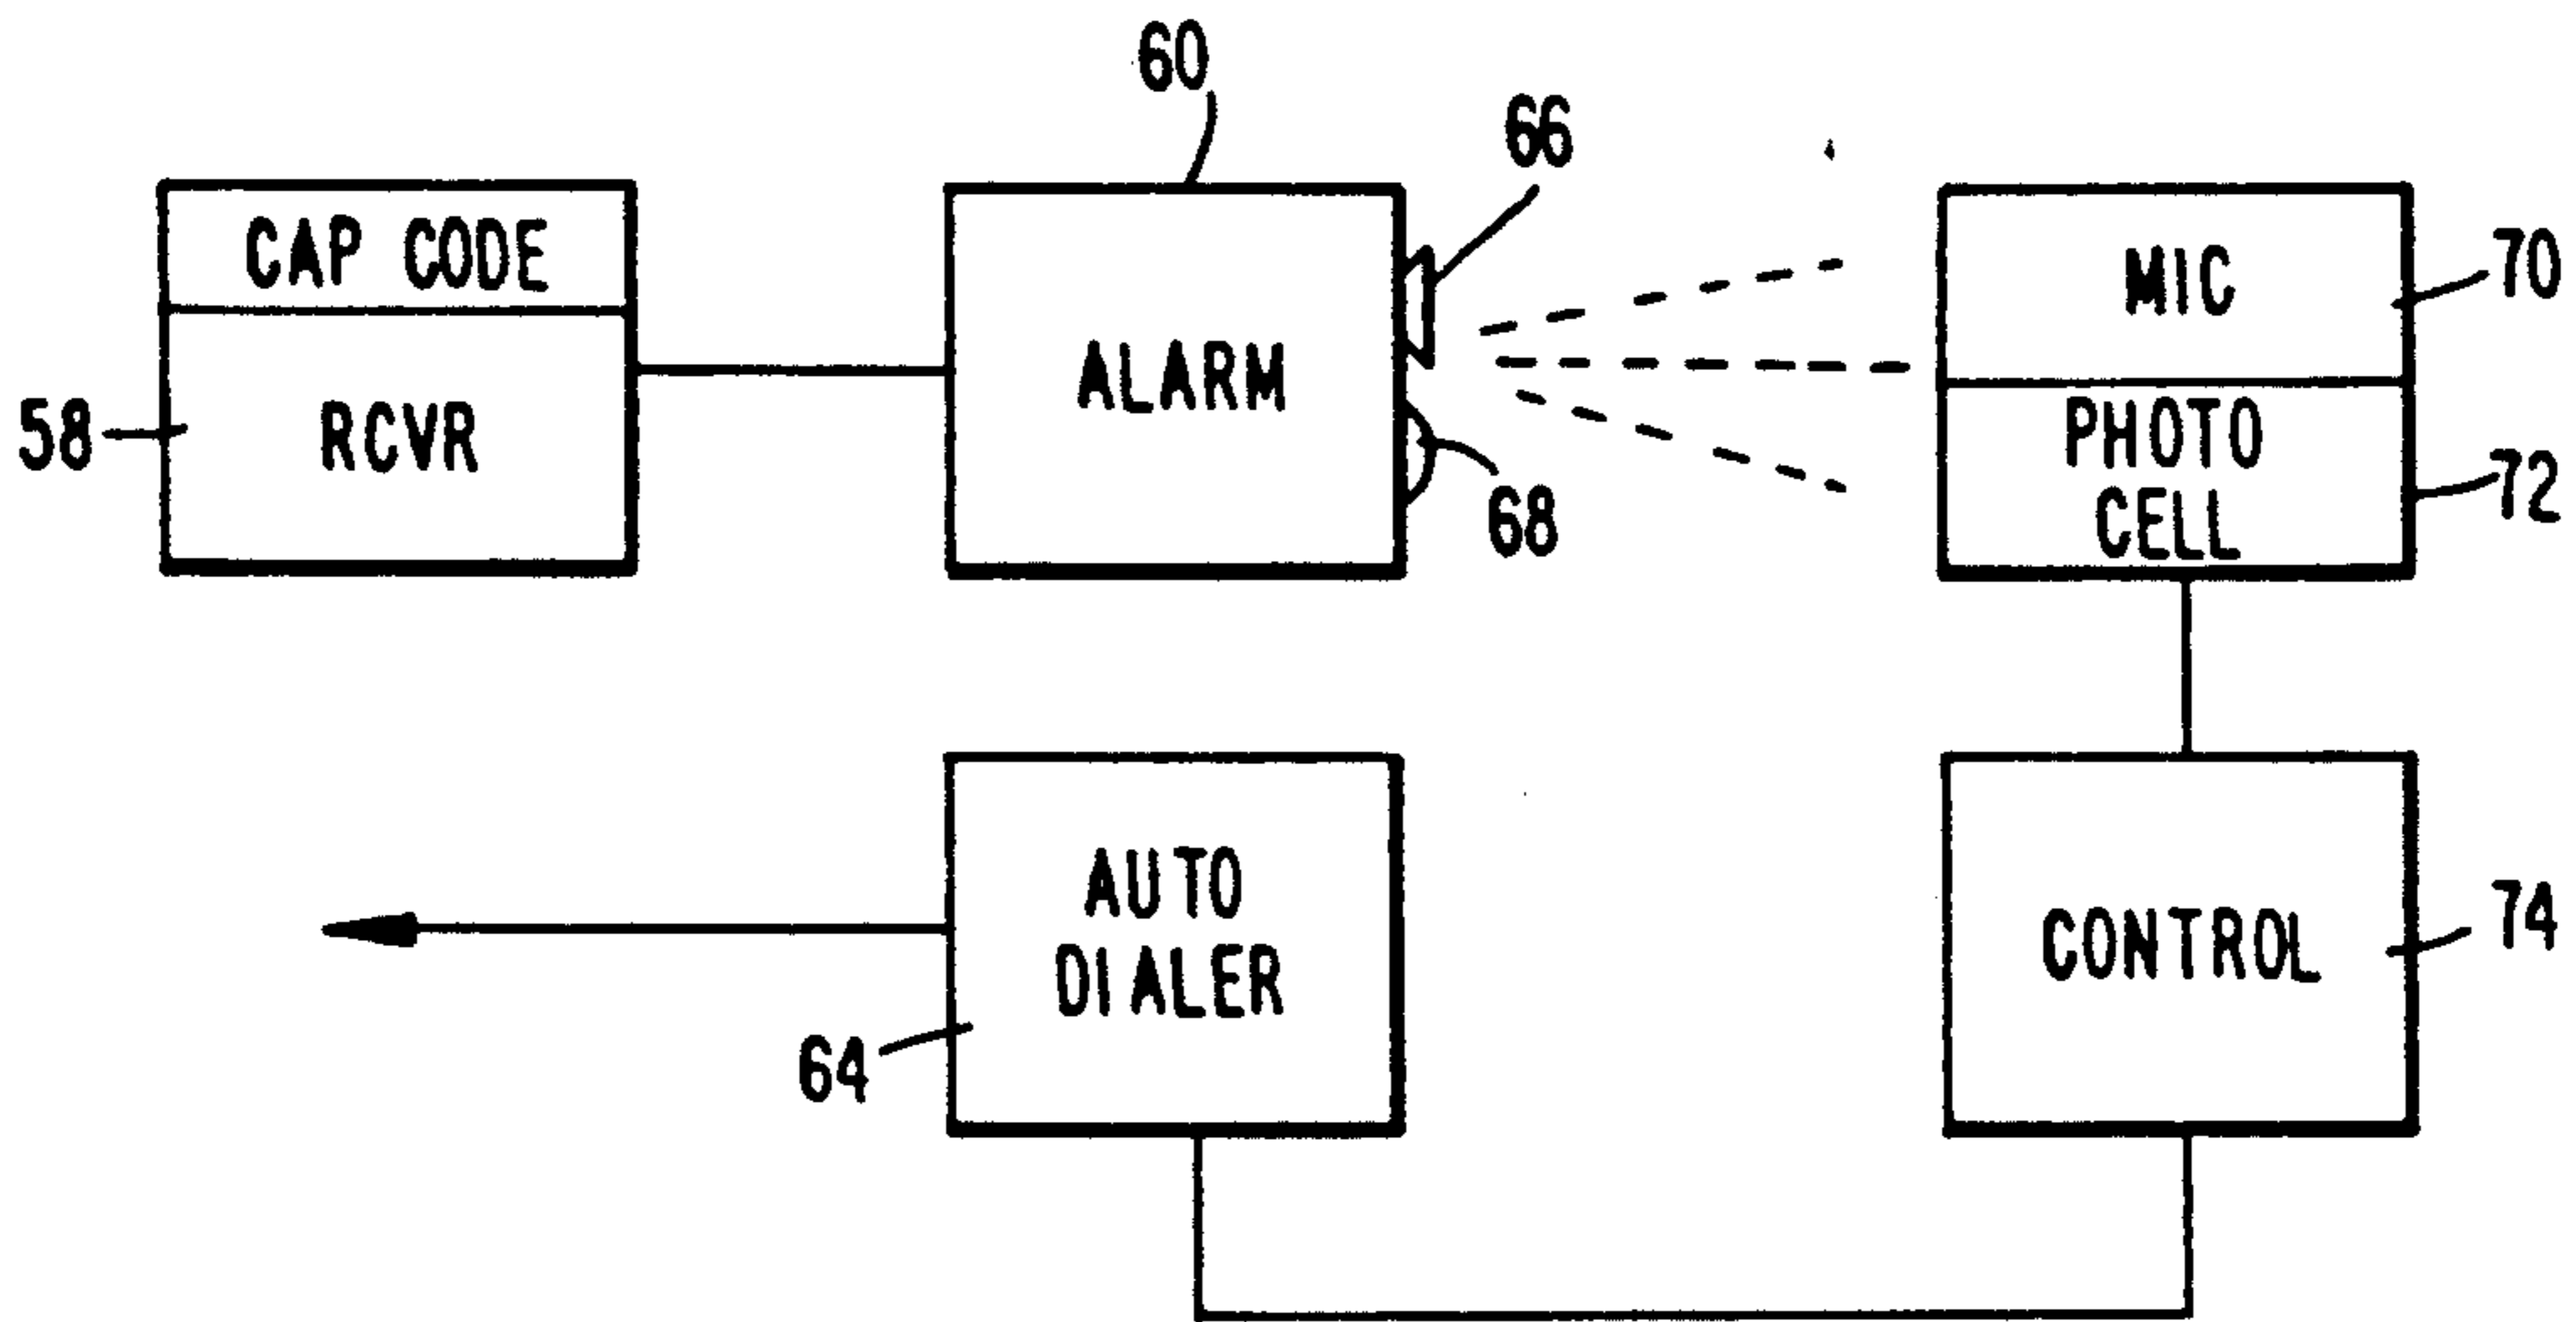 60
66
CAP CODE
MIC
70
ALARM
58
RCVR
PHOTO
CELL
72
68
AUTO
DIALER
64
CONTROL
74